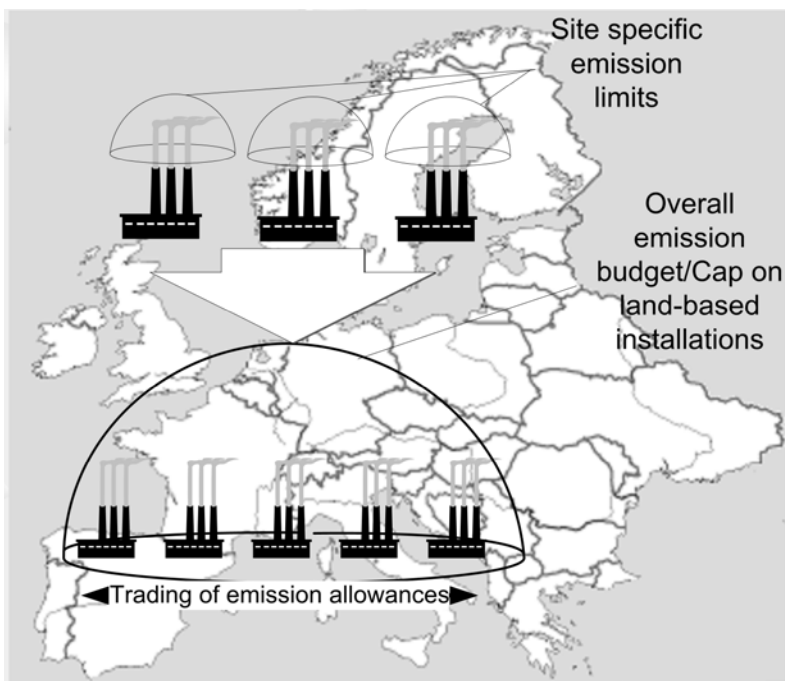 Site specific
emission
limits
Overall
emission
budget/Cap on
land-based
installations
Trading of emission allowances